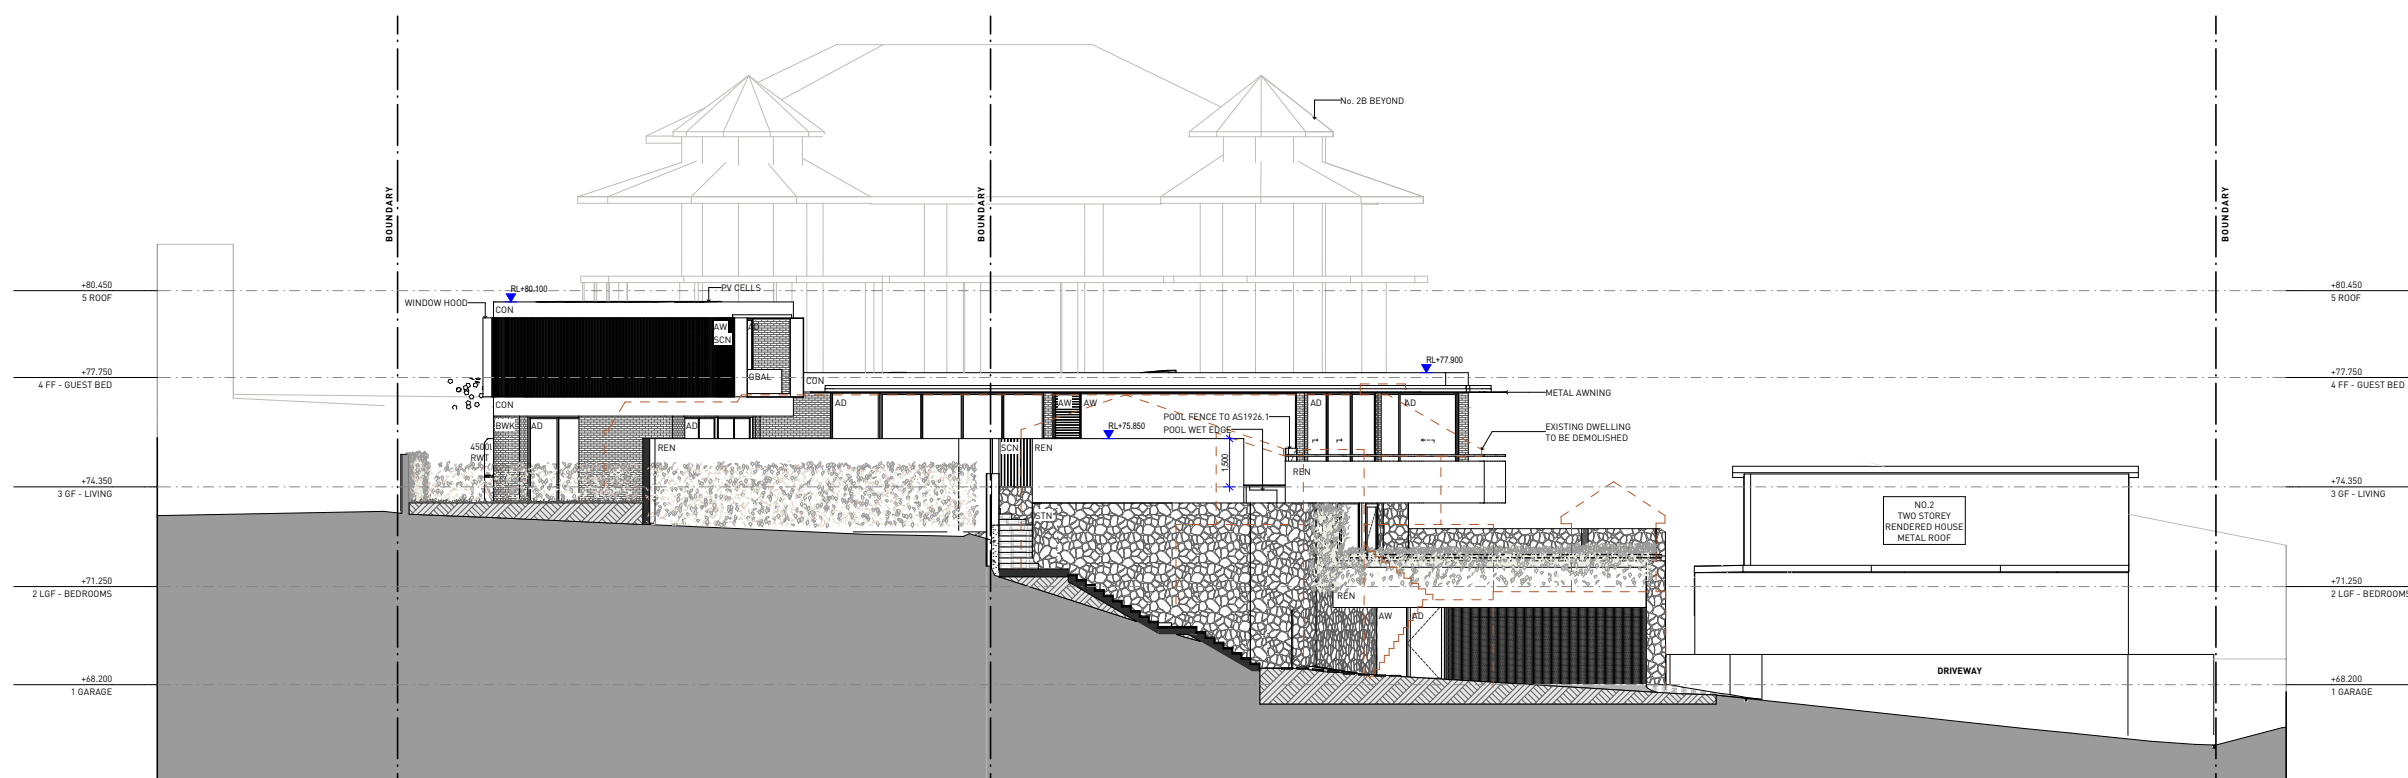 No. 2B BEYOND
BOUNDARY
BOUNDARY
BOUNDARY
+80.450
5 ROOF
RL+80.100
PV CELLS
WINDOW HOOD
CON
+80.450
5 ROOF
AW
AD
SCN
RL+77.900
+77.750
4 FF - GUEST BED
GBAL
CON
+77.750
4 FF - GUEST BED
METAL AWNING
CON
AD
AW
AW
AD
AD
POOL FENCE TO AS1926.1
POOL WET EDGE
BWK
AD
AD
RL+75.850
EXISTING DWELLING
TO BE DEMOLISHED
4500L
RWT
REN
SCN
REN
1,500
REN
+74.350
3 GF - LIVING
+74.350
3 GF - LIVING
NO.2
TWO STOREY
RENDERED HOUSE
METAL ROOF
STN
+71.250
2 LGF - BEDROOMS
REN
+71.250
2 LGF - BEDROOMS
AW
AD
DRIVEWAY
+68.200
1 GARAGE
+68.200
1 GARAGE